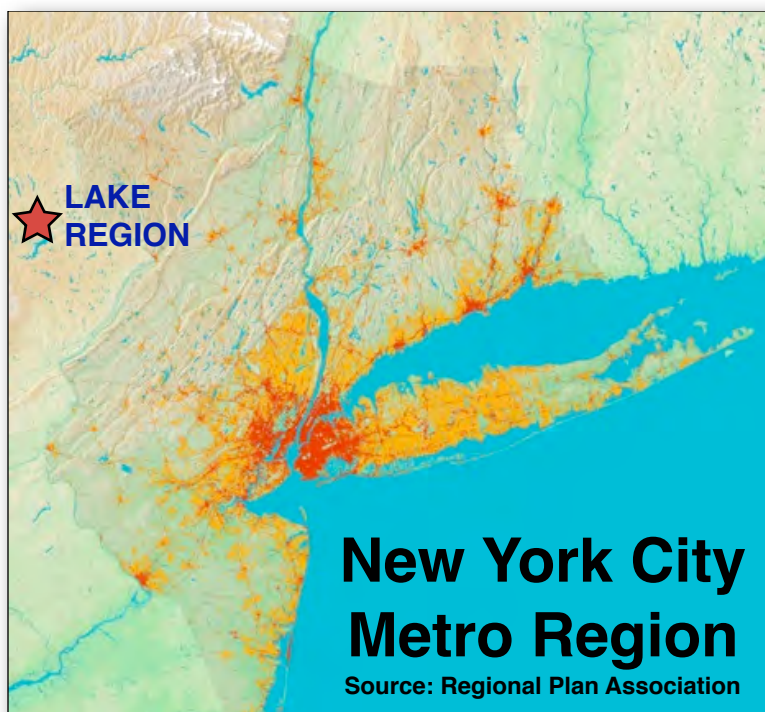 LAKE
REGION
New York City
Metro Region
Source: Regional Plan Association